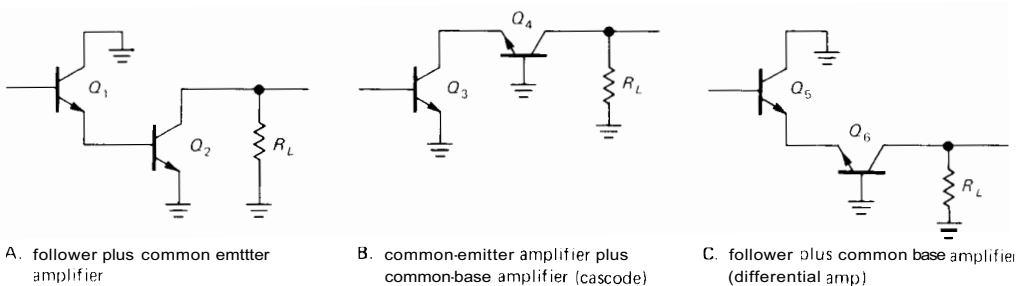 Q1
Q2
RL
Q3
Q4
RL
Q5
Q6
RL
A. follower plus common emttter
amplifier
B. common-emitter amplifier plus
common-base amplifier (cascode)
C. follower plus common base amplifier
(differential amp)